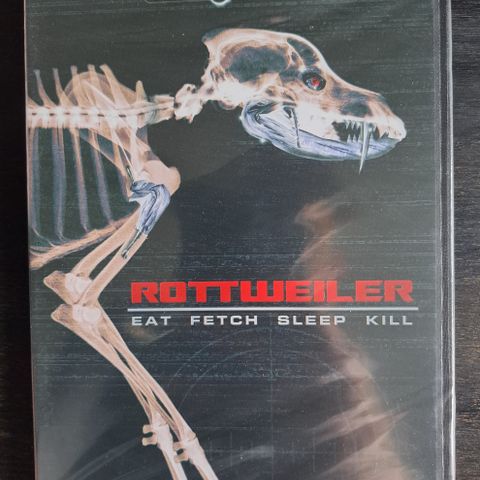 ROTTWEILER
EAT FETCH SLEEP KILL